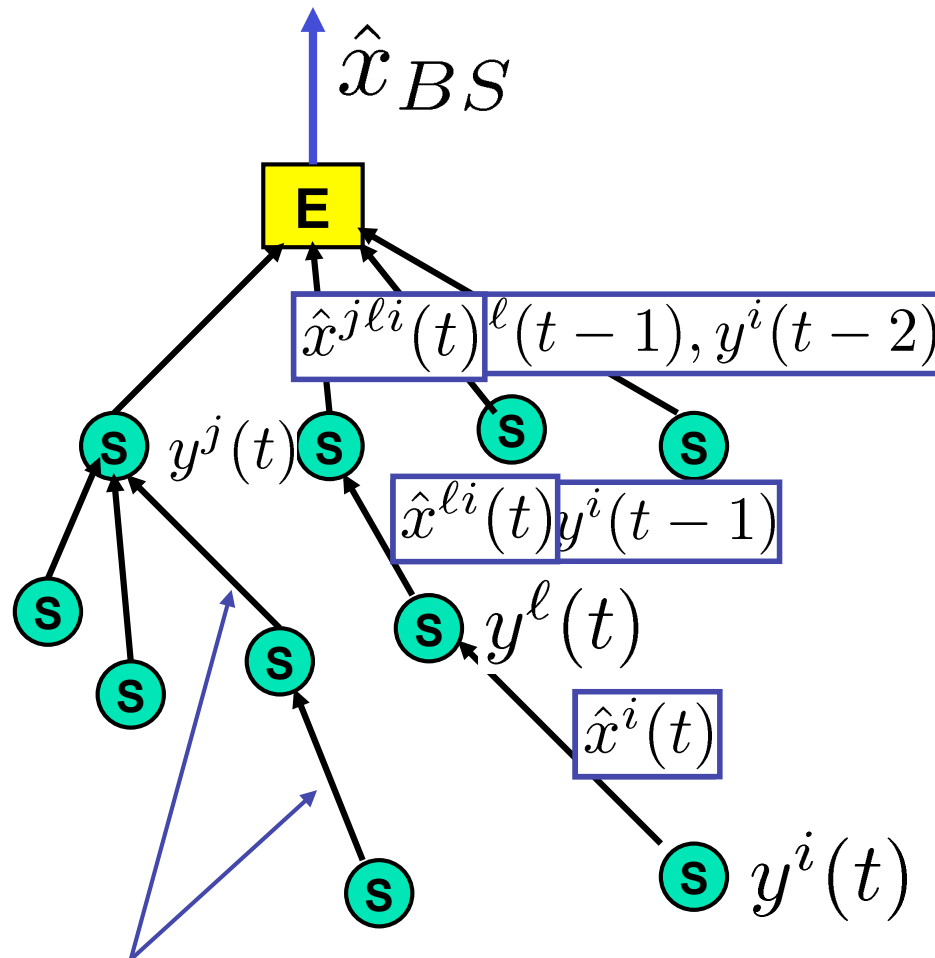 x̂_BS
E
x̂^{jℓi}(t) ^ℓ(t − 1), y^i(t − 2)
S y^j(t) S S S
x̂^{ℓi}(t) y^i(t − 1)
S S y^ℓ(t)
S S
x̂^i(t)
S S y^i(t)